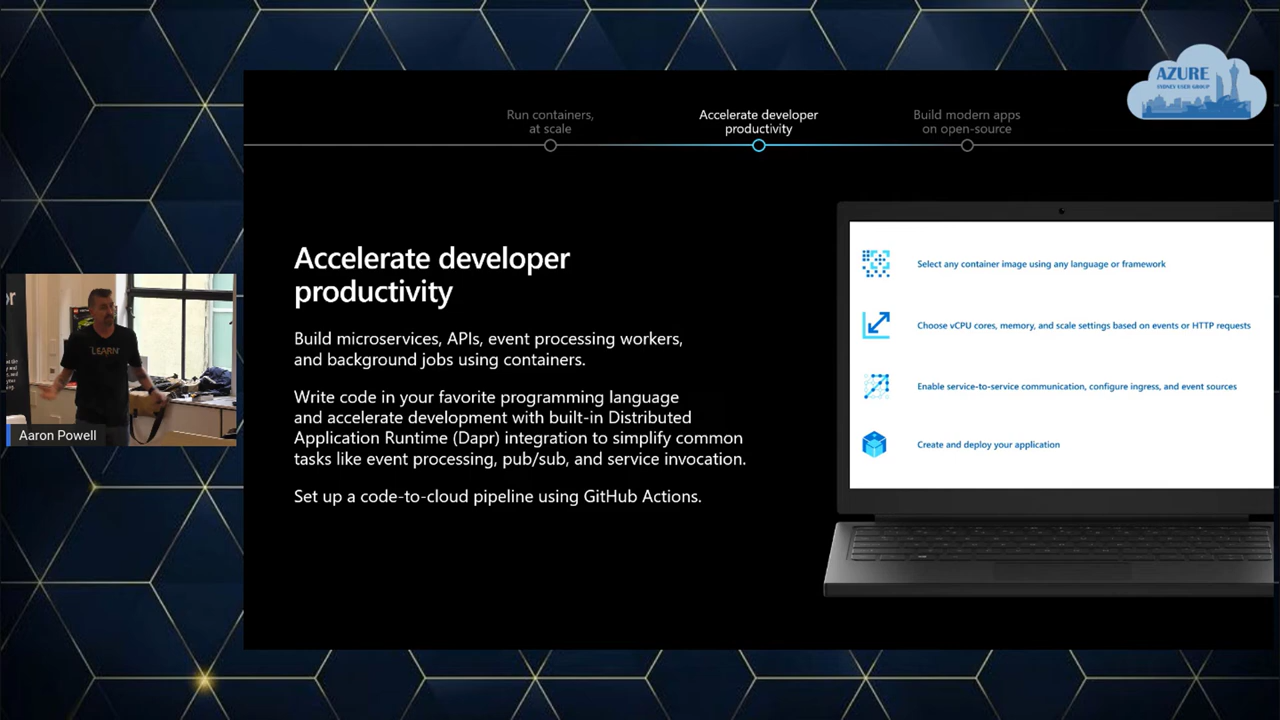 AZURE
SYDNEY USER GROUP
Run containers,
at scale
Accelerate developer
productivity
Build modern apps
on open-source
Accelerate developer
productivity
Build microservices, APIs, event processing workers,
and background jobs using containers.
Write code in your favorite programming language
and accelerate development with built-in Distributed
Application Runtime (Dapr) integration to simplify common
tasks like event processing, pub/sub, and service invocation.
Set up a code-to-cloud pipeline using GitHub Actions.
Select any container image using any language or framework
Choose vCPU cores, memory, and scale settings based on events or HTTP requests
Enable service-to-service communication, configure ingress, and event sources
Create and deploy your application
LEARN
Aaron Powell